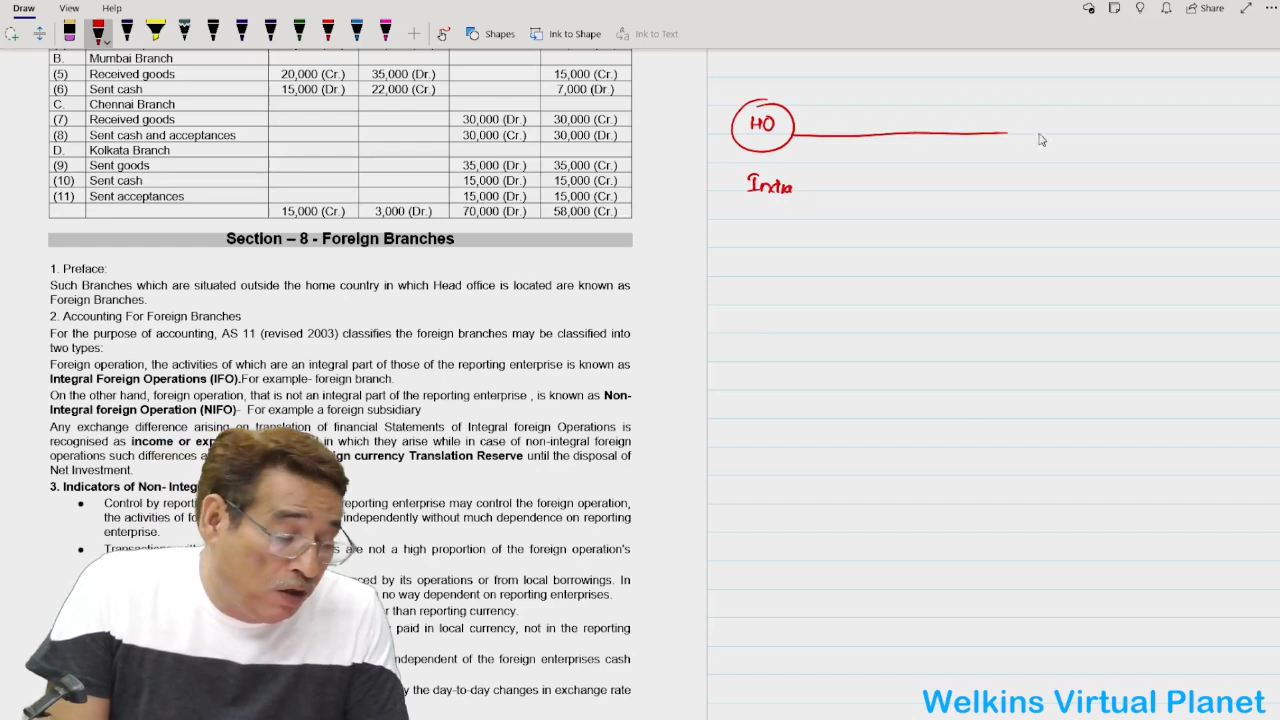 Draw View Help
Share
Shapes Ink to Shape Ink to Text
B. Mumbai Branch
(5) Received goods 20,000 (Cr.) 35,000 (Dr.) 15,000 (Cr.)
(6) Sent cash 15,000 (Dr.) 22,000 (Cr.) 7,000 (Dr.)
C. Chennai Branch
(7) Received goods 30,000 (Dr.) 30,000 (Cr.)
(8) Sent cash and acceptances 30,000 (Cr.) 30,000 (Dr.)
D. Kolkata Branch
(9) Sent goods 35,000 (Dr.) 35,000 (Cr.)
(10) Sent cash 15,000 (Dr.) 15,000 (Cr.)
(11) Sent acceptances 15,000 (Dr.) 15,000 (Cr.)
15,000 (Cr.) 3,000 (Dr.) 70,000 (Dr.) 58,000 (Cr.)
Section – 8 - Foreign Branches
1. Preface:
Such Branches which are situated outside the home country in which Head office is located are known as
Foreign Branches.
2. Accounting For Foreign Branches
For the purpose of accounting, AS 11 (revised 2003) classifies the foreign branches may be classified into
two types:
Foreign operation, the activities of which are an integral part of those of the reporting enterprise is known as
Integral Foreign Operations (IFO).For example- foreign branch.
On the other hand, foreign operation, that is not an integral part of the reporting enterprise , is known as Non-
Integral foreign Operation (NIFO)- For example a foreign subsidiary
Any exchange difference arising on translation of financial Statements of Integral foreign Operations is
recognised as income or in which they arise while in case of non-integral foreign
operations such differences currency Translation Reserve until the disposal of
Net Investment.
3. Indicators of Non-
Control by reporting enterprise may control the foreign operation,
the activities of independently without much dependence on reporting
enterprise.
are not a high proportion of the foreign operation's
by its operations or from local borrowings. In
no way dependent on reporting enterprises.
than reporting currency.
paid in local currency, not in the reporting
independent of the foreign enterprises cash
the day-to-day changes in exchange rate
HO
India
Welkins Virtual Planet